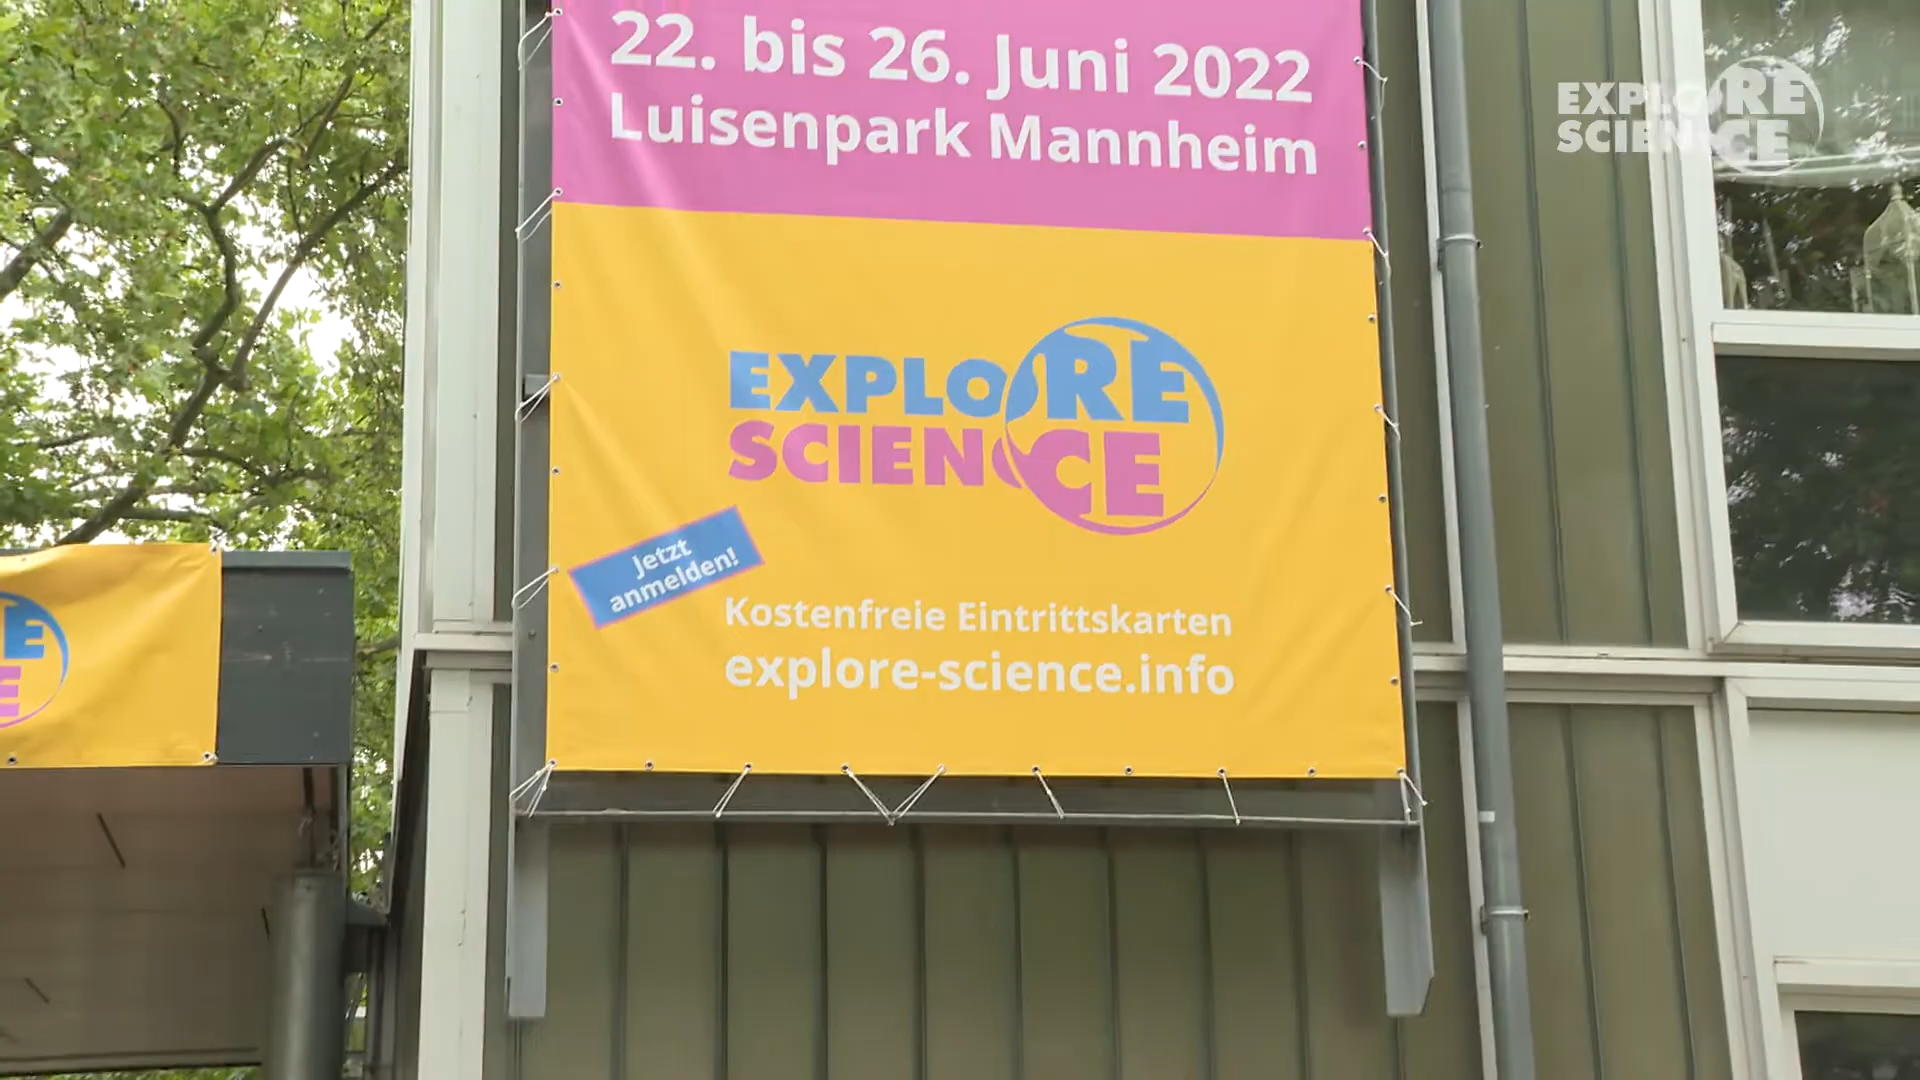 22. bis 26. Juni 2022
Luisenpark Mannheim
EXPLORE
SCIENCE
Jetzt
anmelden!
Kostenfreie Eintrittskarten
explore-science.info
EXPLORE
SCIENCE
E
E